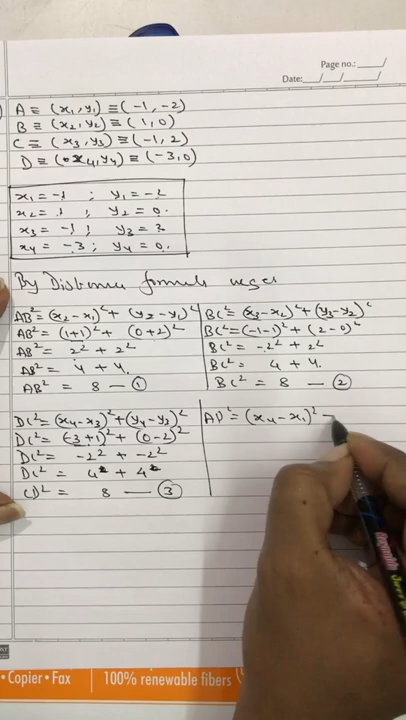 Page no.: ____/
Date:___/___/____/
A ≡ (x₁, y₁) ≡ (-1, -2)
B ≡ (x₂, y₂) ≡ (1, 0)
C ≡ (x₃, y₃) ≡ (-1, 2)
D ≡ (x₄, y₄) ≡ (-3, 0)
x₁ = -1 ; y₁ = -2
x₂ = 1 ; y₂ = 0.
x₃ = -1 ; y₃ = 2
x₄ = -3 ; y₄ = 0.
By Distance formula
AB² = (x₂ - x₁)² + (y₂ - y₁)²
AB² = (1+1)² + (0+2)²
AB² = 2² + 2²
AB² = 4 + 4
AB² = 8 — ①
BC² = (x₃ - x₂)² + (y₃ - y₂)²
BC² = (-1-1)² + (2-0)²
BC² = -2² + 2²
BC² = 4 + 4.
BC² = 8 — ②
DC² = (x₄ - x₃)² + (y₄ - y₃)²
DC² = (-3+1)² + (0-2)²
DC² = -2² + -2²
DC² = 4 + 4
CD² = 8 — ③
AD² = (x₄ - x₁)² -
Reynolds
• Copier • Fax
100% renewable fibers